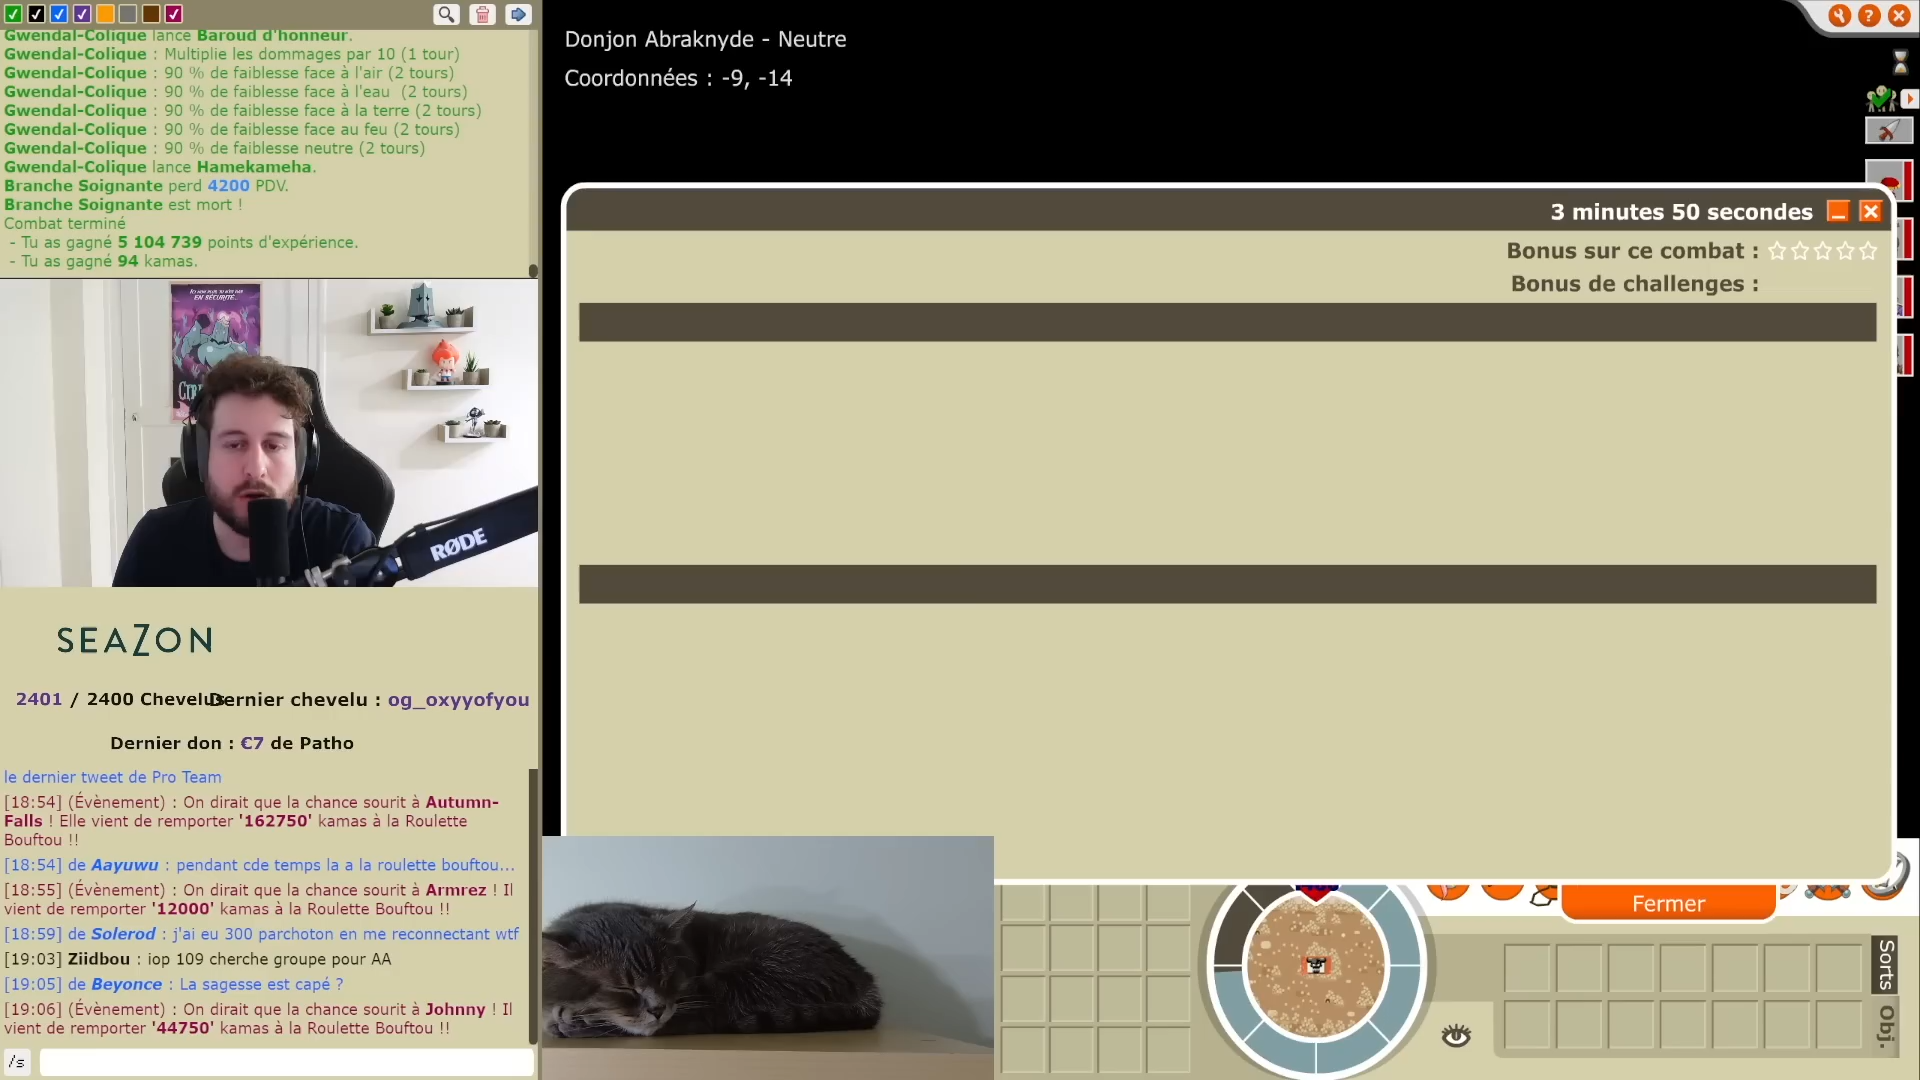 Gwendal-Colique lance Baroud d'honneur.
Gwendal-Colique : Multiplie les dommages par 10 (1 tour)
Gwendal-Colique : 90 % de faiblesse face à l'air (2 tours)
Gwendal-Colique : 90 % de faiblesse face à l'eau (2 tours)
Gwendal-Colique : 90 % de faiblesse face à la terre (2 tours)
Gwendal-Colique : 90 % de faiblesse face au feu (2 tours)
Gwendal-Colique : 90 % de faiblesse neutre (2 tours)
Gwendal-Colique lance Hamekameha.
Branche Soignante perd 4200 PDV.
Branche Soignante est mort !
Combat terminé
- Tu as gagné 5 104 739 points d'expérience.
- Tu as gagné 94 kamas.
EN SÉCURITÉ...
RØDE
SEAZON
2401 / 2400 Chevelus
Dernier chevelu : og_oxyyofyou
Dernier don : €7 de Patho
le dernier tweet de Pro Team
[18:54] (Évènement) : On dirait que la chance sourit à Autumn-
Falls ! Elle vient de remporter '162750' kamas à la Roulette
Bouftou !!
[18:54] de Aayuwu : pendant cde temps la a la roulette bouftou...
[18:55] (Évènement) : On dirait que la chance sourit à Armrez ! Il
vient de remporter '12000' kamas à la Roulette Bouftou !!
[18:59] de Solerod : j'ai eu 300 parchoton en me reconnectant wtf
[19:03] Ziidbou : iop 109 cherche groupe pour AA
[19:05] de Beyonce : La sagesse est capé ?
[19:06] (Évènement) : On dirait que la chance sourit à Johnny ! Il
vient de remporter '44750' kamas à la Roulette Bouftou !!
/s
Donjon Abraknyde - Neutre
Coordonnées : -9, -14
3 minutes 50 secondes
Bonus sur ce combat :
Bonus de challenges :
Fermer
Sorts
Obj.